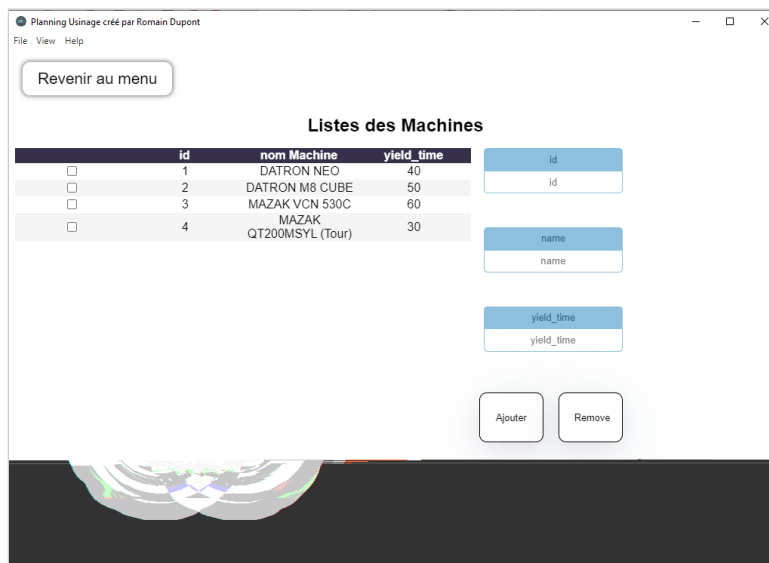 Planning Usinage créé par Romain Dupont
File View Help
Revenir au menu
Listes des Machines
id nom Machine yield_time
1 DATRON NEO 40
2 DATRON M8 CUBE 50
3 MAZAK VCN 530C 60
4 MAZAK QT200MSYL (Tour) 30
id
id
name
name
yield_time
yield_time
Ajouter Remove